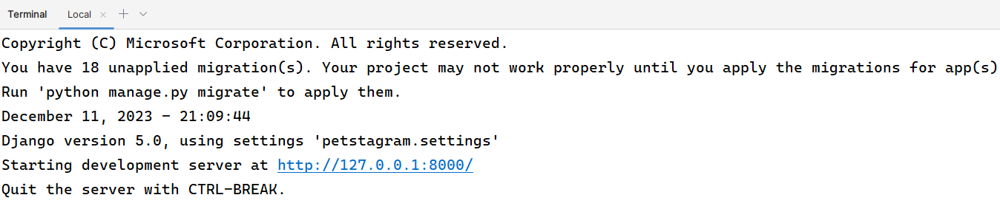 Terminal Local
Copyright (C) Microsoft Corporation. All rights reserved.
You have 18 unapplied migration(s). Your project may not work properly until you apply the migrations for app(s)
Run 'python manage.py migrate' to apply them.
December 11, 2023 - 21:09:44
Django version 5.0, using settings 'petstagram.settings'
Starting development server at http://127.0.0.1:8000/
Quit the server with CTRL-BREAK.